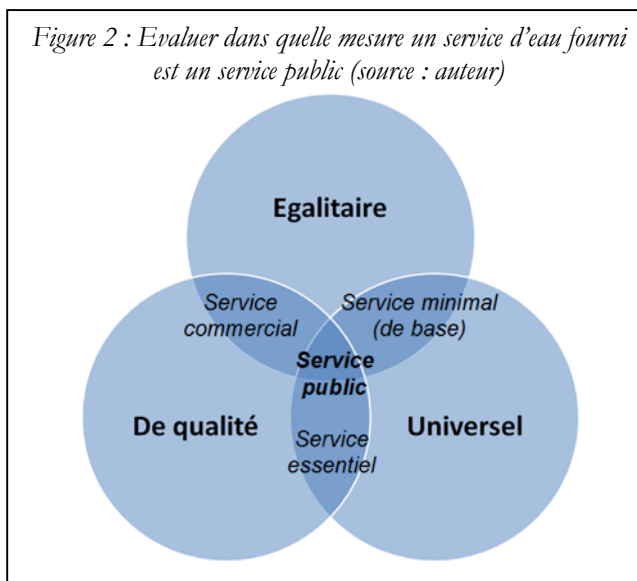 Figure 2 : Evaluer dans quelle mesure un service d'eau fourni
est un service public (source : auteur)
Egalitaire
Service
commercial
Service minimal
(de base)
Service
public
De qualité
Universel
Service
essentiel